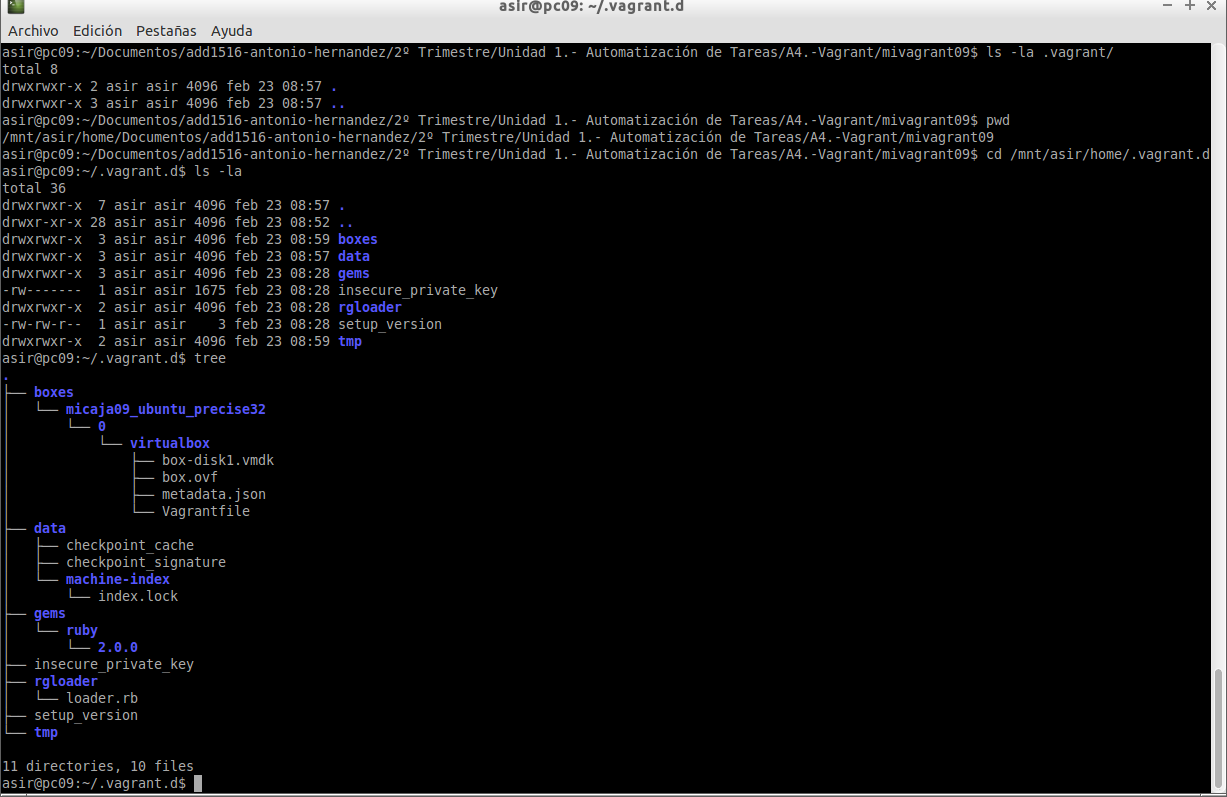 asir@pc09: ~/.vagrant.d
Archivo Edición Pestañas Ayuda
asir@pc09:~/Documentos/add1516-antonio-hernandez/2º Trimestre/Unidad 1.- Automatización de Tareas/A4.-Vagrant/mivagrant09$ ls -la .vagrant/
total 8
drwxrwxr-x 2 asir asir 4096 feb 23 08:57 .
drwxrwxr-x 3 asir asir 4096 feb 23 08:57 ..
asir@pc09:~/Documentos/add1516-antonio-hernandez/2º Trimestre/Unidad 1.- Automatización de Tareas/A4.-Vagrant/mivagrant09$ pwd
/mnt/asir/home/Documentos/add1516-antonio-hernandez/2º Trimestre/Unidad 1.- Automatización de Tareas/A4.-Vagrant/mivagrant09
asir@pc09:~/Documentos/add1516-antonio-hernandez/2º Trimestre/Unidad 1.- Automatización de Tareas/A4.-Vagrant/mivagrant09$ cd /mnt/asir/home/.vagrant.d
asir@pc09:~/.vagrant.d$ ls -la
total 36
drwxrwxr-x  7 asir asir 4096 feb 23 08:57 .
drwxr-xr-x 28 asir asir 4096 feb 23 08:52 ..
drwxrwxr-x  3 asir asir 4096 feb 23 08:59 boxes
drwxrwxr-x  3 asir asir 4096 feb 23 08:57 data
drwxrwxr-x  3 asir asir 4096 feb 23 08:28 gems
-rw-------  1 asir asir 1675 feb 23 08:28 insecure_private_key
drwxrwxr-x  2 asir asir 4096 feb 23 08:28 rgloader
-rw-rw-r--  1 asir asir    3 feb 23 08:28 setup_version
drwxrwxr-x  2 asir asir 4096 feb 23 08:59 tmp
asir@pc09:~/.vagrant.d$ tree
.
├── boxes
│   └── micaja09_ubuntu_precise32
│       └── 0
│           └── virtualbox
│               ├── box-disk1.vmdk
│               ├── box.ovf
│               ├── metadata.json
│               └── Vagrantfile
├── data
│   ├── checkpoint_cache
│   ├── checkpoint_signature
│   └── machine-index
│       └── index.lock
├── gems
│   └── ruby
│       └── 2.0.0
├── insecure_private_key
├── rgloader
│   └── loader.rb
├── setup_version
└── tmp
11 directories, 10 files
asir@pc09:~/.vagrant.d$